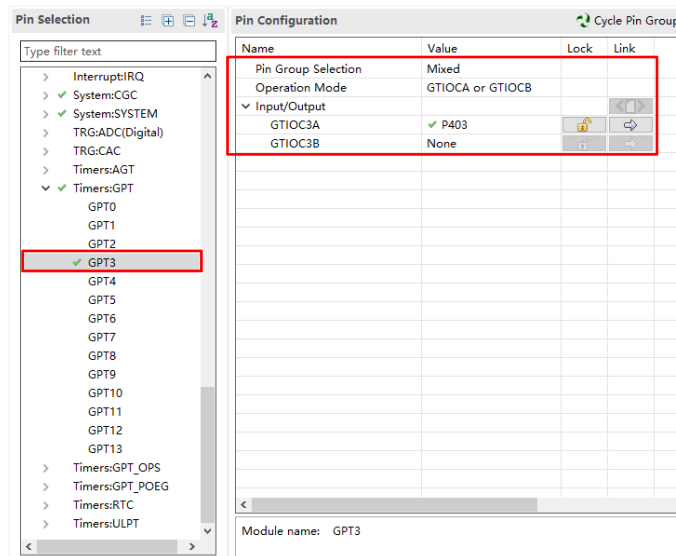 Pin Selection
Type filter text
Interrupt:IRQ
System:CGC
System:SYSTEM
TRG:ADC(Digital)
TRG:CAC
Timers:AGT
Timers:GPT
GPT0
GPT1
GPT2
GPT3
GPT4
GPT5
GPT6
GPT7
GPT8
GPT9
GPT10
GPT11
GPT12
GPT13
Timers:GPT_OPS
Timers:GPT_POEG
Timers:RTC
Timers:ULPT
Pin Configuration Cycle Pin Group
Name Value Lock Link
Pin Group Selection Mixed
Operation Mode GTIOCA or GTIOCB
Input/Output
GTIOC3A P403
GTIOC3B None
Module name: GPT3